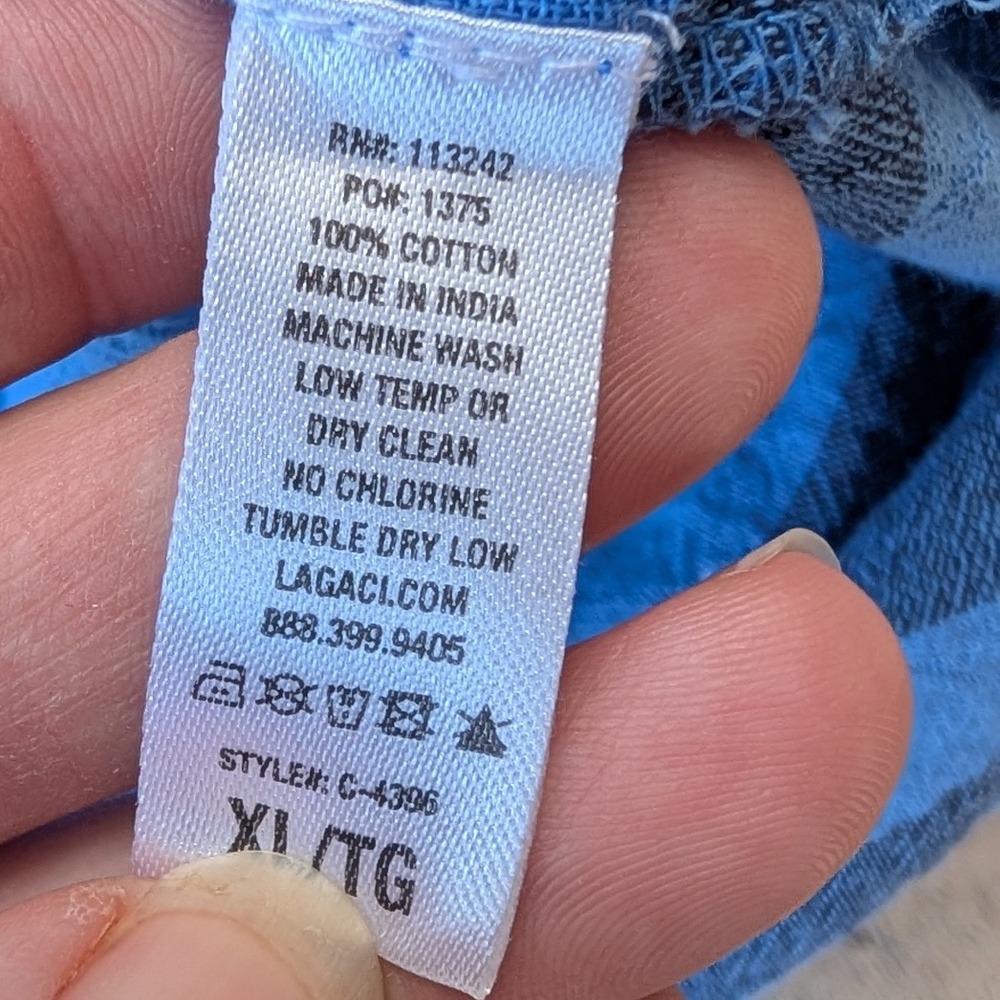 RN#: 113242
PO#: 1375
100% COTTON
MADE IN INDIA
MACHINE WASH
LOW TEMP OR
DRY CLEAN
NO CHLORINE
TUMBLE DRY LOW
LAGACI.COM
888.399.9405
STYLE#: C-4396
XL/TG